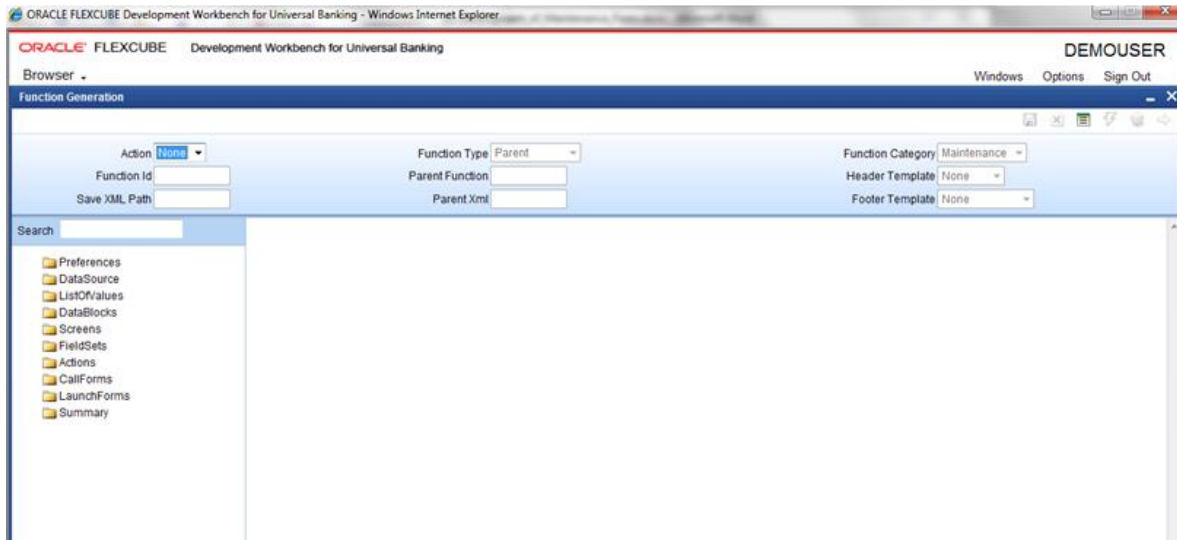 ORACLE FLEXCUBE Development Workbench for Universal Banking - Windows Internet Explorer
ORACLE FLEXCUBE Development Workbench for Universal Banking DEMOUSER
Browser Windows Options Sign Out
Function Generation
Action None Function Type Parent Function Category Maintenance
Function Id Parent Function Header Template None
Save XML Path Parent Xml Footer Template None
Search
Preferences
DataSource
ListOfValues
DataBlocks
Screens
FieldSets
Actions
CallForms
LaunchForms
Summary